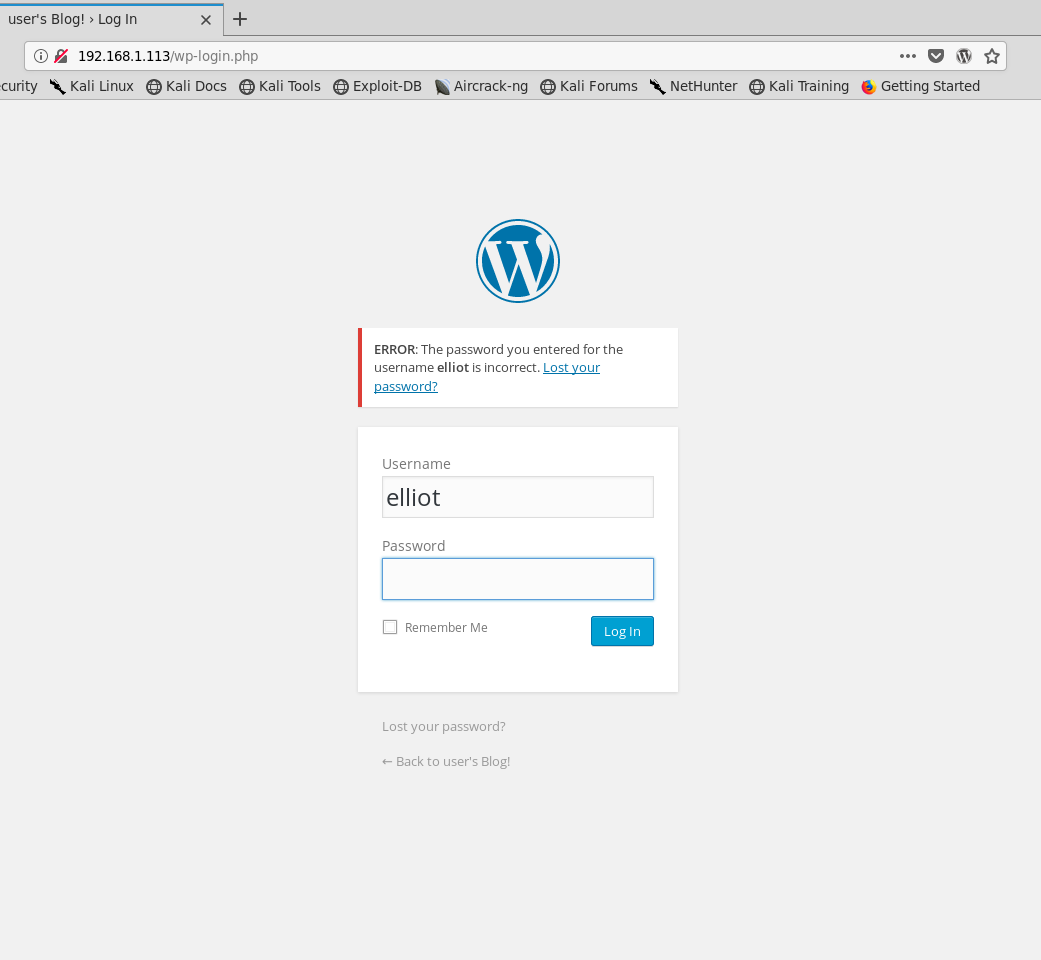 user's Blog! › Log In
192.168.1.113/wp-login.php
curity Kali Linux Kali Docs Kali Tools Exploit-DB Aircrack-ng Kali Forums NetHunter Kali Training Getting Started
ERROR: The password you entered for the
username elliot is incorrect. Lost your
password?
Username
elliot
Password
Remember Me Log In
Lost your password?
← Back to user's Blog!